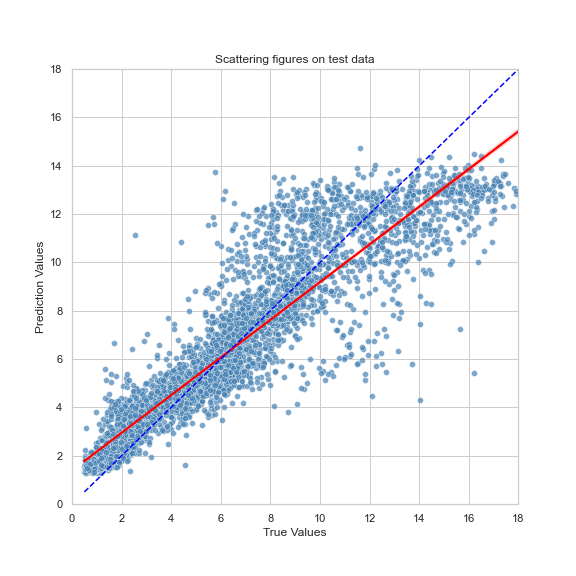 Scattering figures on test data
18
16
14
12
10
8
6
4
2
0
Prediction Values
0 2 4 6 8 10 12 14 16 18
True Values